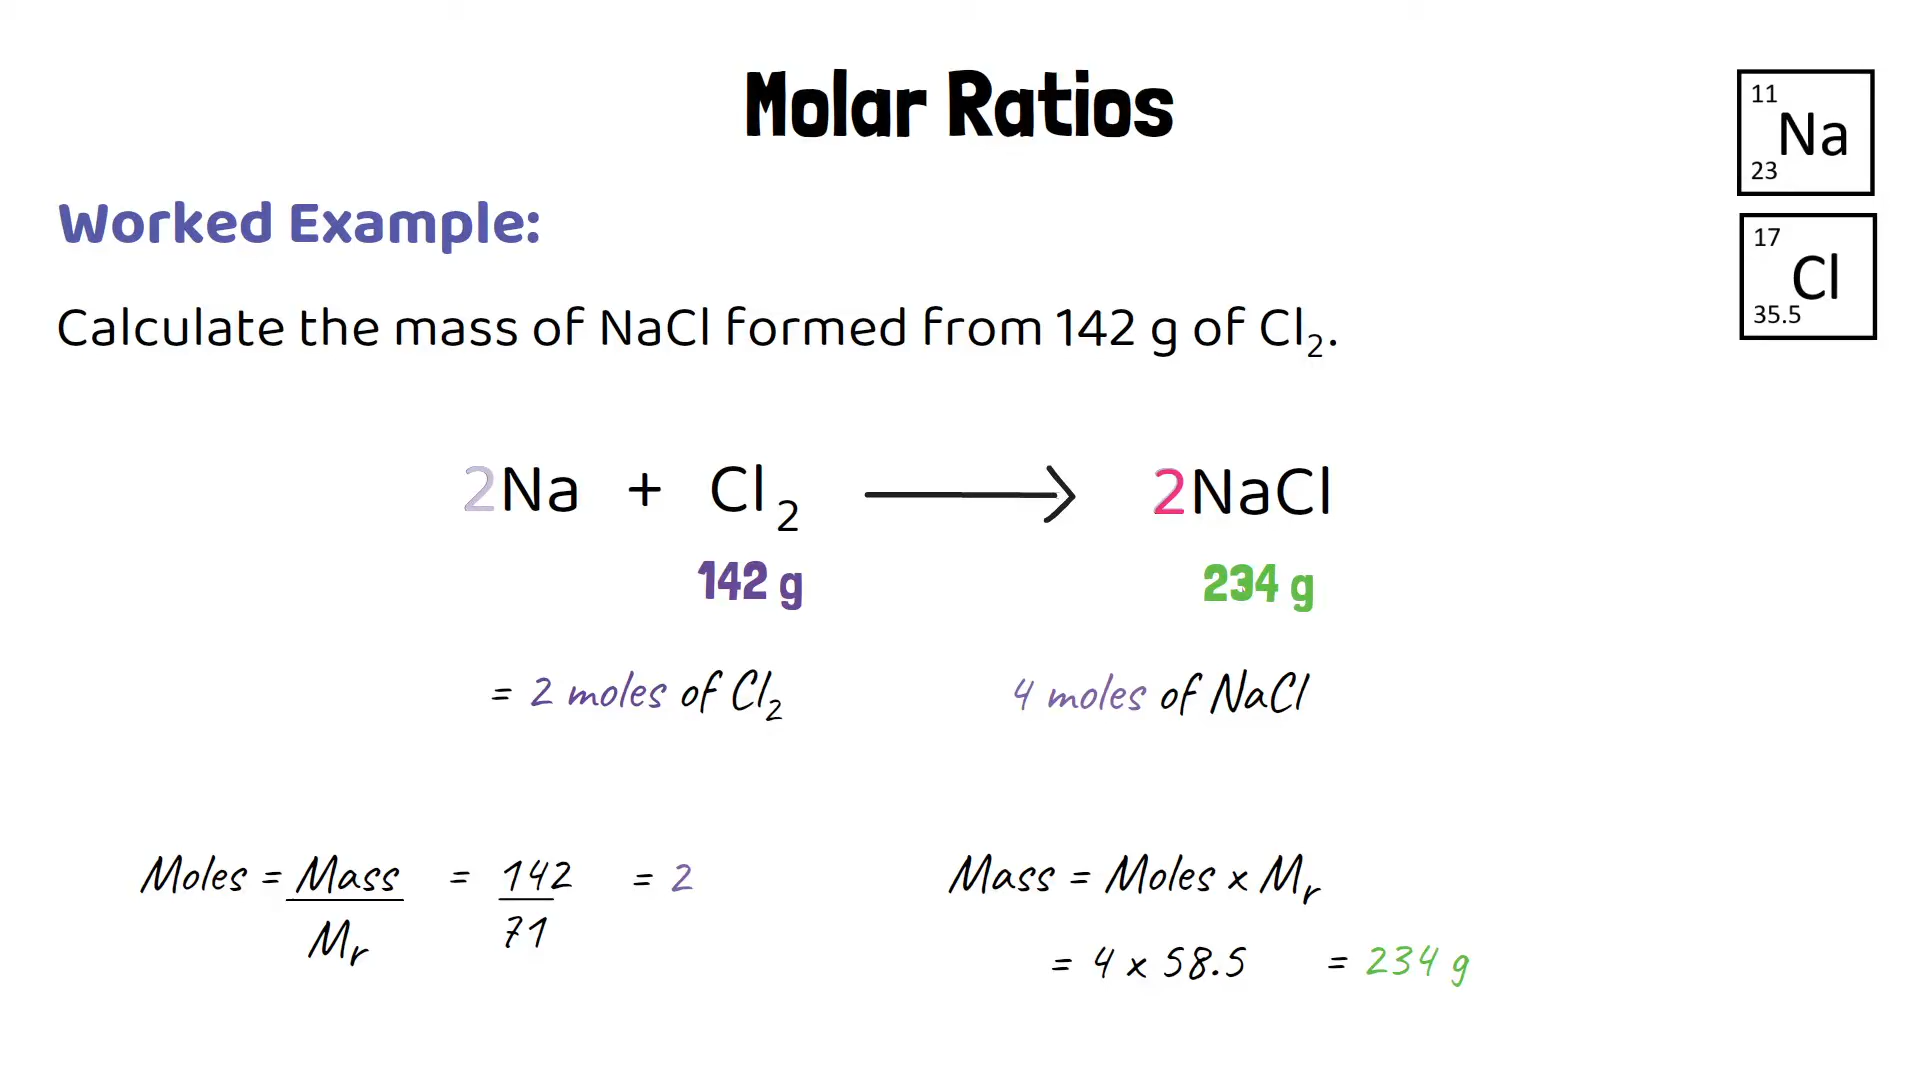 Molar Ratios
11
Na
23
17
Cl
35.5
Worked Example:
Calculate the mass of NaCl formed from 142 g of Cl₂.
2Na + Cl₂ → 2NaCl
142 g 234 g
= 2 moles of Cl₂ 4 moles of NaCl
Moles = Mass = 142 = 2
Mr 71
Mass = Moles x Mr
= 4 x 58.5 = 234 g